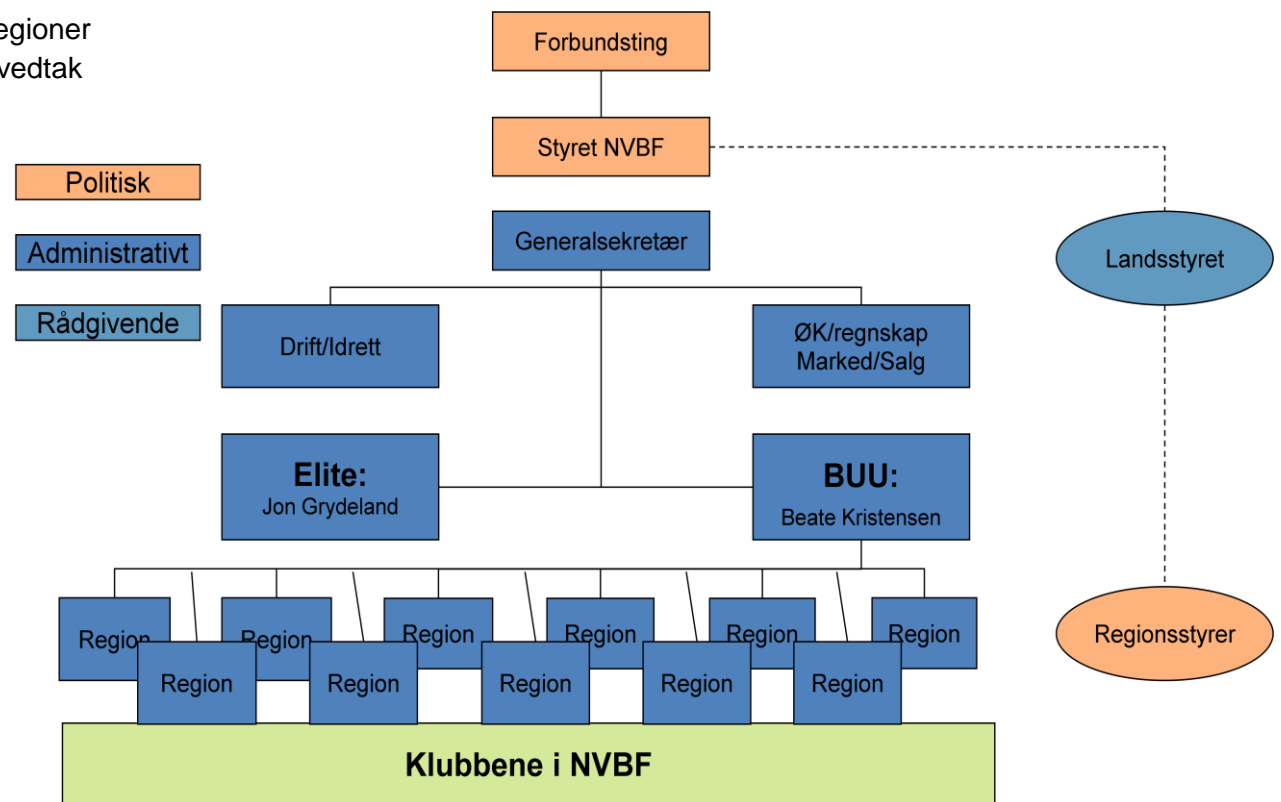 egioner
vedtak
Forbundsting
Styret NVBF
Politisk
Generalsekretær
Administrativt
Landsstyret
Rådgivende
Drift/Idrett
ØK/regnskap
Marked/Salg
Elite:
Jon Grydeland
BUU:
Beate Kristensen
Region
Region
Region
Region
Region
Region
Regionsstyrer
Region
Region
Region
Region
Region
Klubbene i NVBF